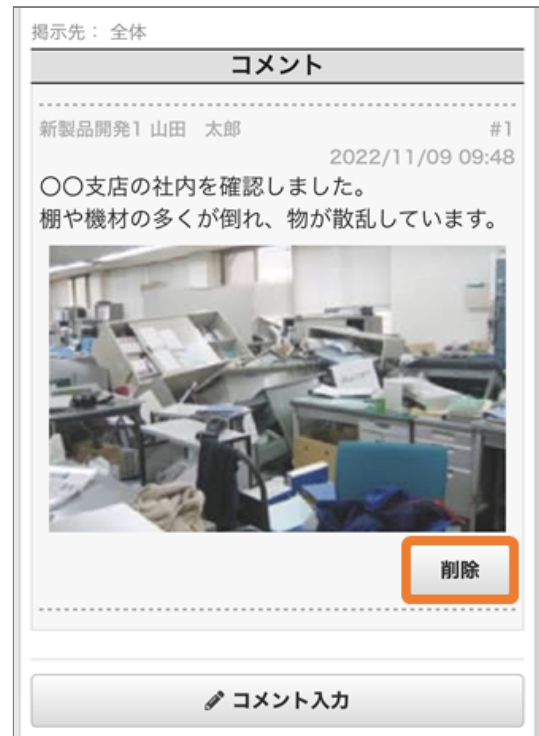 掲示先： 全体
コメント
新製品開発1 山田　太郎 #1
2022/11/09 09:48
〇〇支店の社内を確認しました。
棚や機材の多くが倒れ、物が散乱しています。
削除
コメント入力